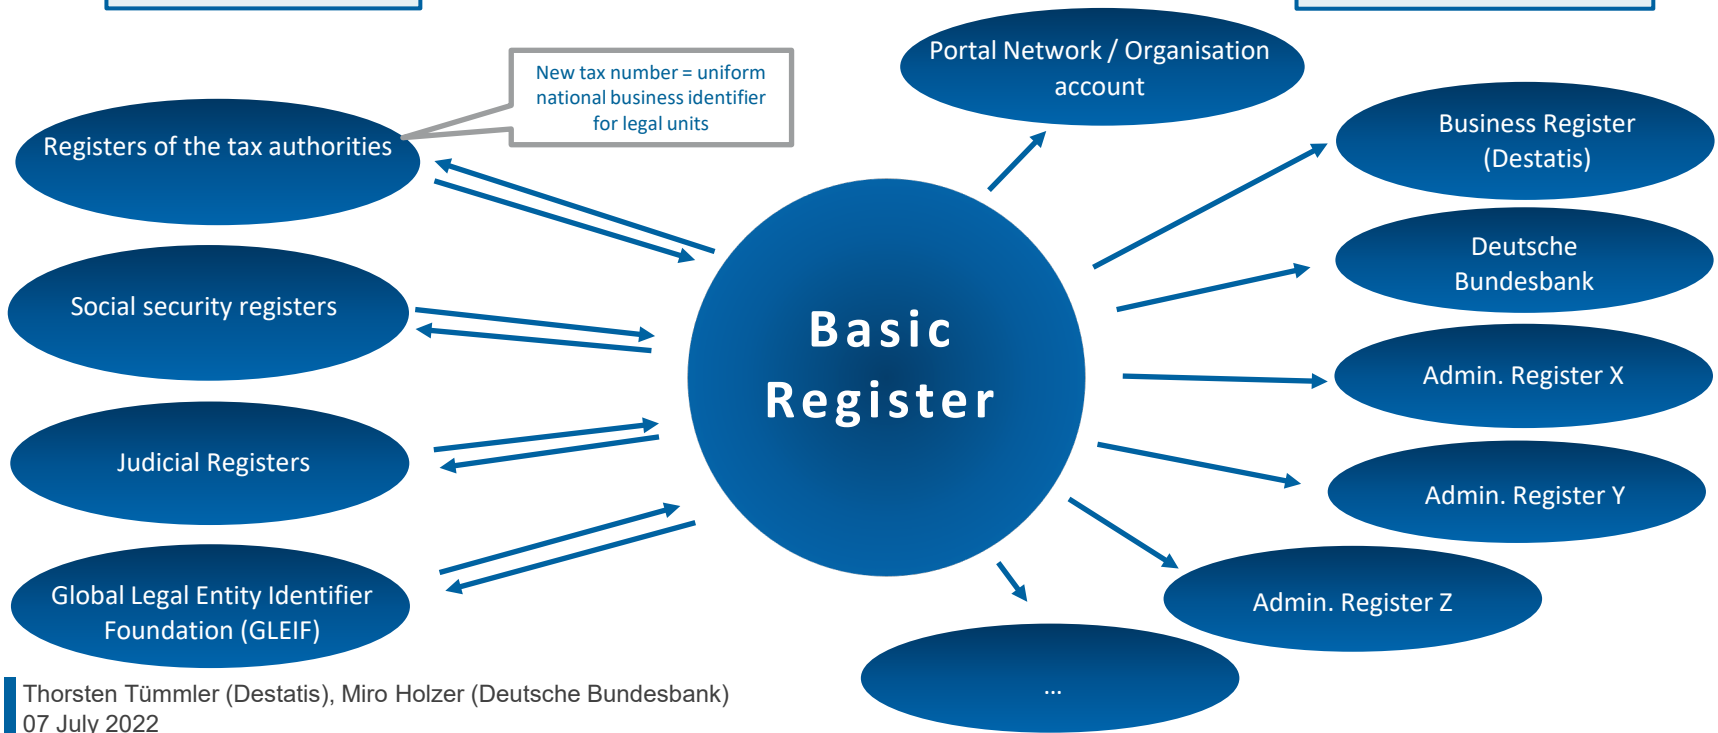 Portal Network / Organisation
account
New tax number = uniform
national business identifier
for legal units
Registers of the tax authorities
Business Register
(Destatis)
Social security registers
Deutsche
Bundesbank
Basic
Register
Admin. Register X
Judicial Registers
Admin. Register Y
Global Legal Entity Identifier
Foundation (GLEIF)
Admin. Register Z
...
Thorsten Tümmler (Destatis), Miro Holzer (Deutsche Bundesbank)
07 July 2022